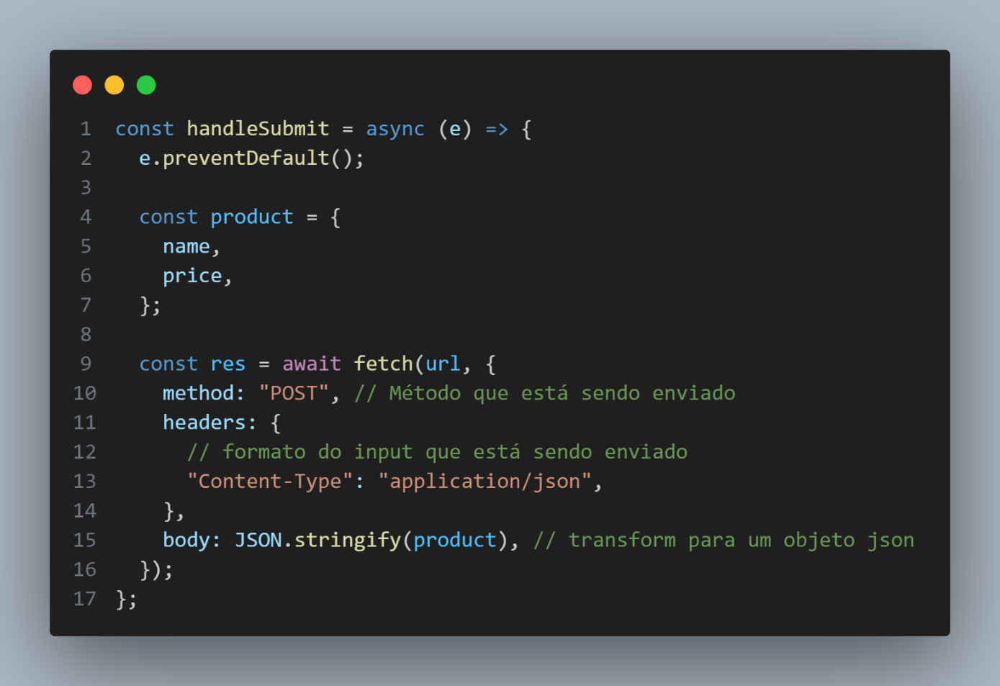 1 const handleSubmit = async (e) => {
2   e.preventDefault();
3
4   const product = {
5     name,
6     price,
7   };
8
9   const res = await fetch(url, {
10     method: "POST", // Método que está sendo enviado
11     headers: {
12       // formato do input que está sendo enviado
13       "Content-Type": "application/json",
14     },
15     body: JSON.stringify(product), // transform para um objeto json
16   });
17 };